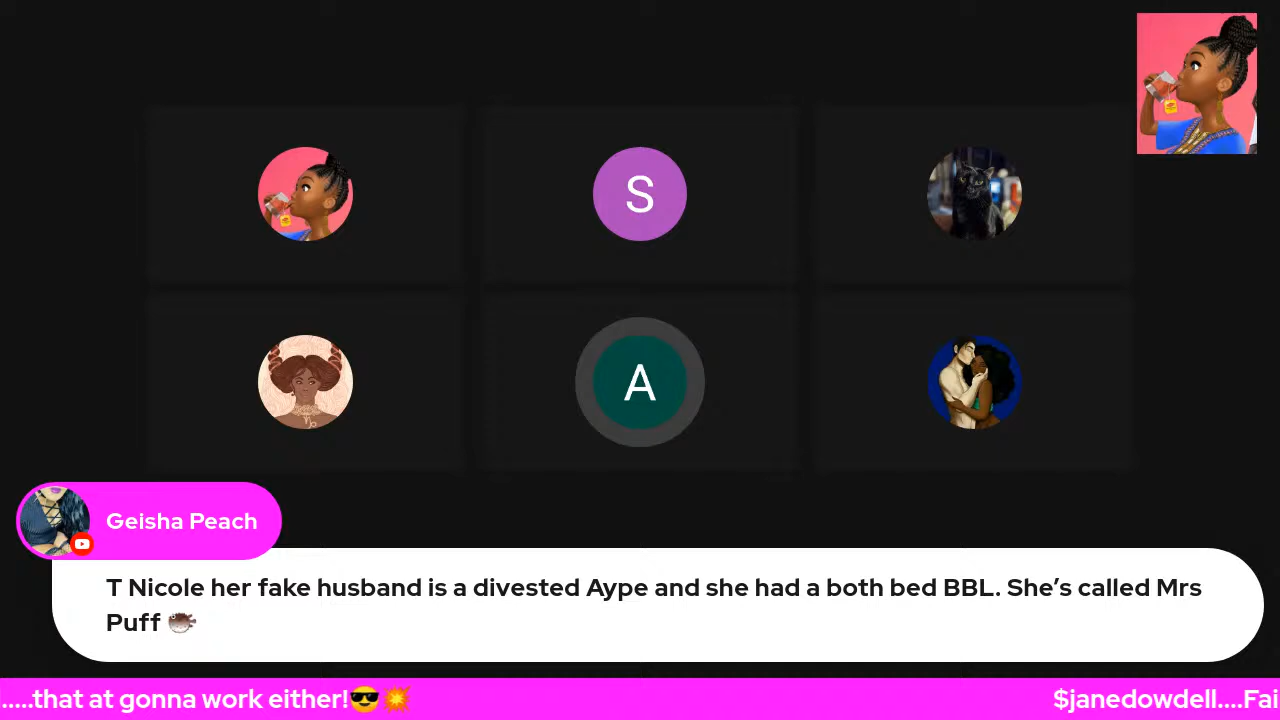 S
A
Geisha Peach
T Nicole her fake husband is a divested Aype and she had a both bed BBL. She’s called Mrs
Puff 🐡
.....that at gonna work either!😎💥 $janedowdell....Fai